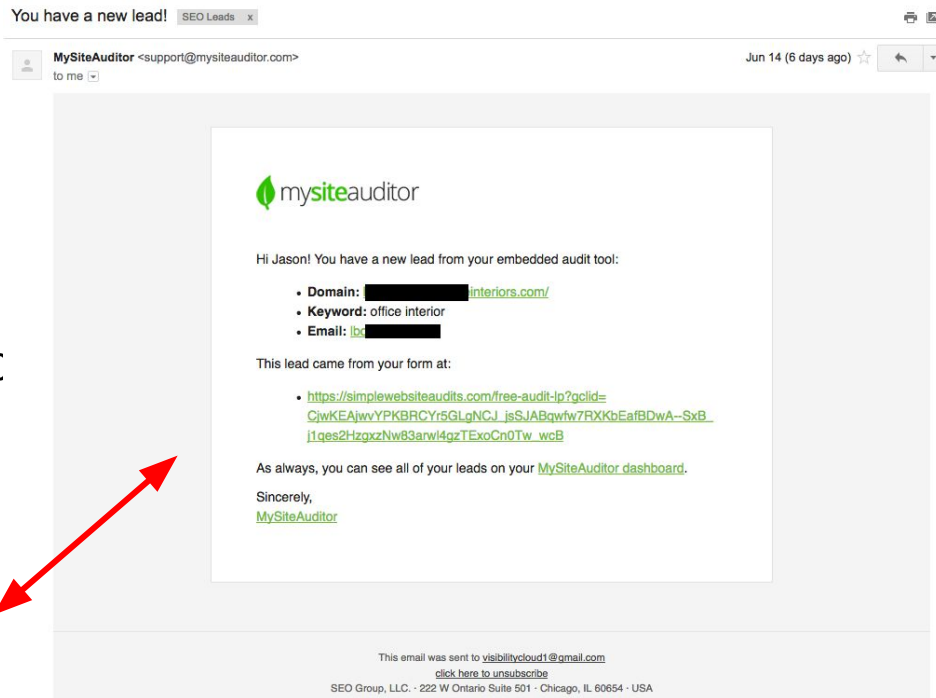 You have a new lead! SEO Leads x
MySiteAuditor <support@mysiteauditor.com> Jun 14 (6 days ago)
to me
mysiteauditor
Hi Jason! You have a new lead from your embedded audit tool:
• Domain: interiors.com/
• Keyword: office interior
• Email: lbc
This lead came from your form at:
• https://simplewebsiteaudits.com/free-audit-lp?gclid=
CjwKEAjwvYPKBRCYr5GLgNCJ_jsSJABqwfw7RXKbEafBDwA--SxB_
j1qes2HzgxzNw83arwl4gzTExoCn0Tw_wcB
As always, you can see all of your leads on your MySiteAuditor dashboard.
Sincerely,
MySiteAuditor
This email was sent to visibilitycloud1@gmail.com
click here to unsubscribe
SEO Group, LLC. · 222 W Ontario Suite 501 · Chicago, IL 60654 · USA